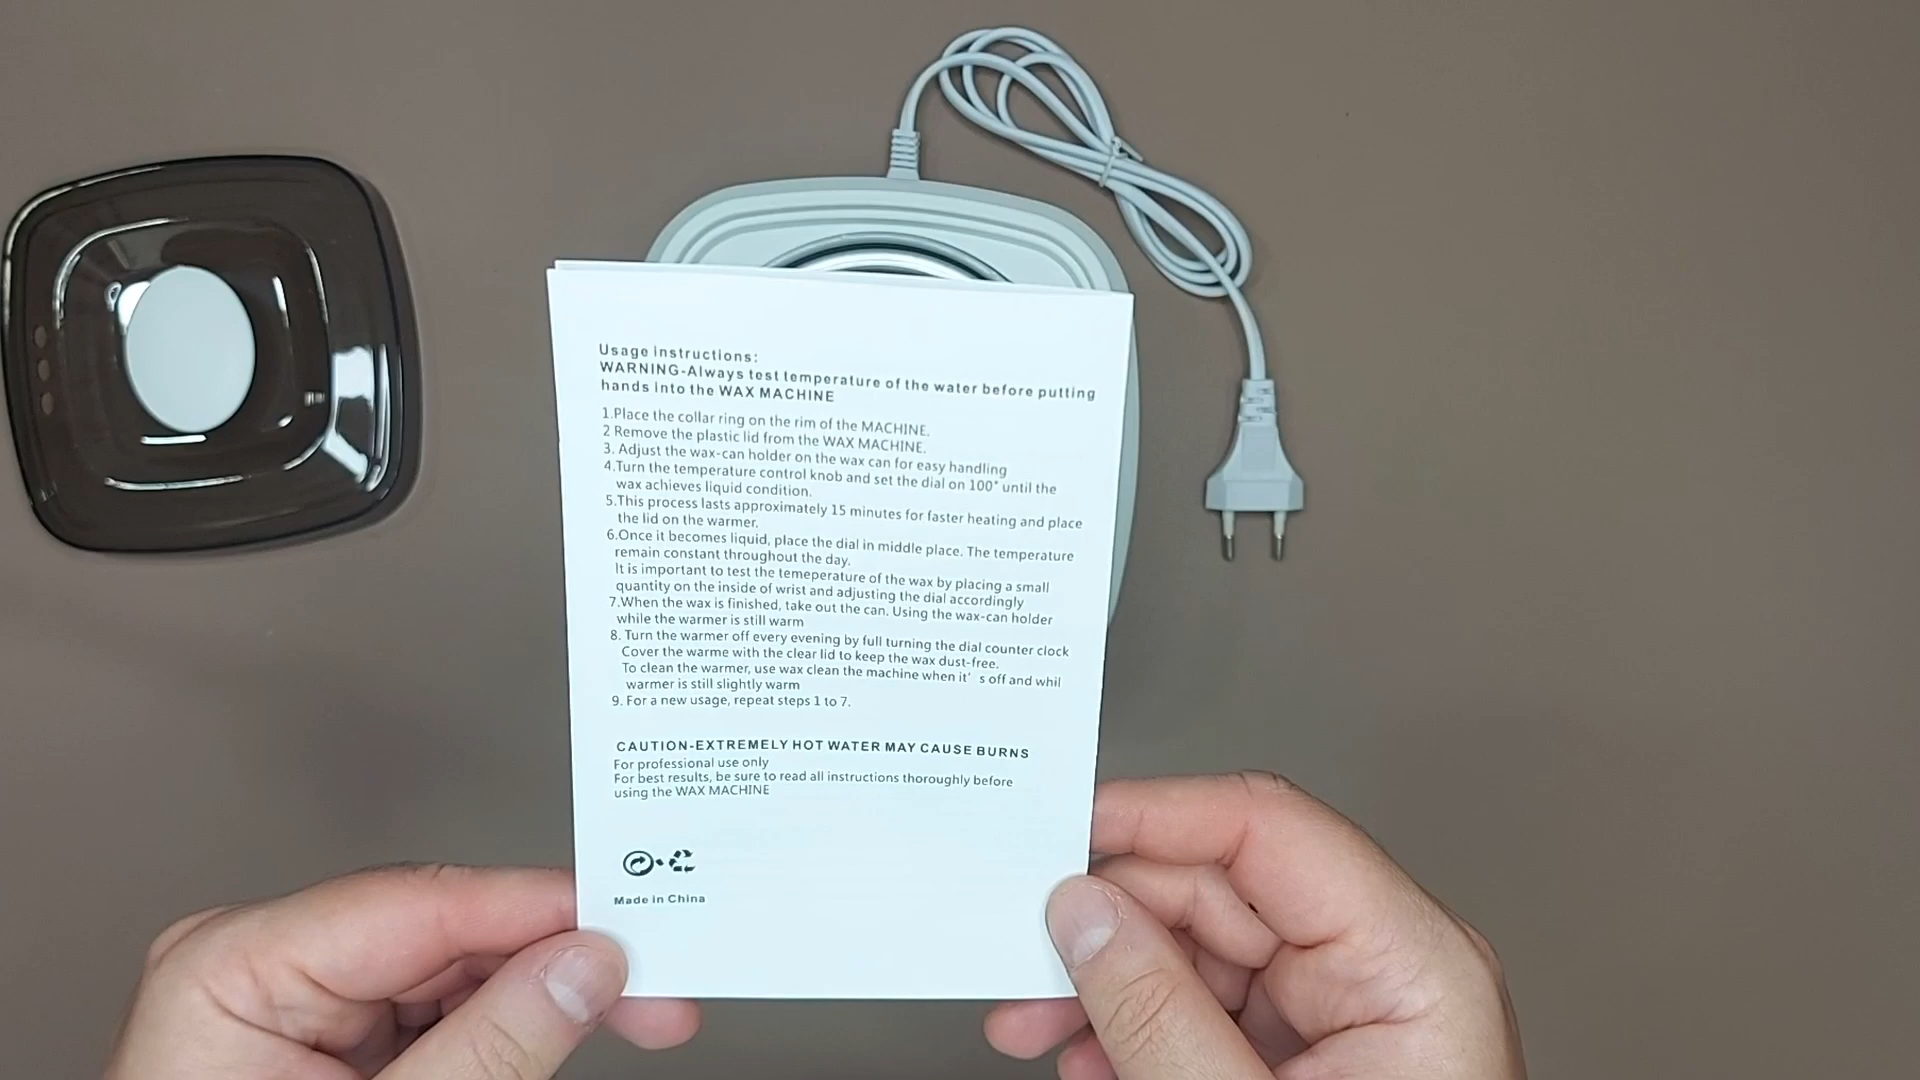 Usage instructions:
WARNING-Always test temperature of the water before putting
hands into the WAX MACHINE
1.Place the collar ring on the rim of the MACHINE.
2 Remove the plastic lid from the WAX MACHINE.
3. Adjust the wax-can holder on the wax can for easy handling
4.Turn the temperature control knob and set the dial on 100° until the
wax achieves liquid condition.
5.This process lasts approximately 15 minutes for faster heating and place
the lid on the warmer.
6.Once it becomes liquid, place the dial in middle place. The temperature
remain constant throughout the day.
It is important to test the temeperature of the wax by placing a small
quantity on the inside of wrist and adjusting the dial accordingly
7.When the wax is finished, take out the can. Using the wax-can holder
while the warmer is still warm
8. Turn the warmer off every evening by full turning the dial counter clock
Cover the warme with the clear lid to keep the wax dust-free.
To clean the warmer, use wax clean the machine when it's off and whil
warmer is still slightly warm
9. For a new usage, repeat steps 1 to 7.
CAUTION-EXTREMELY HOT WATER MAY CAUSE BURNS
For professional use only
For best results, be sure to read all instructions thoroughly before
using the WAX MACHINE
Made in China